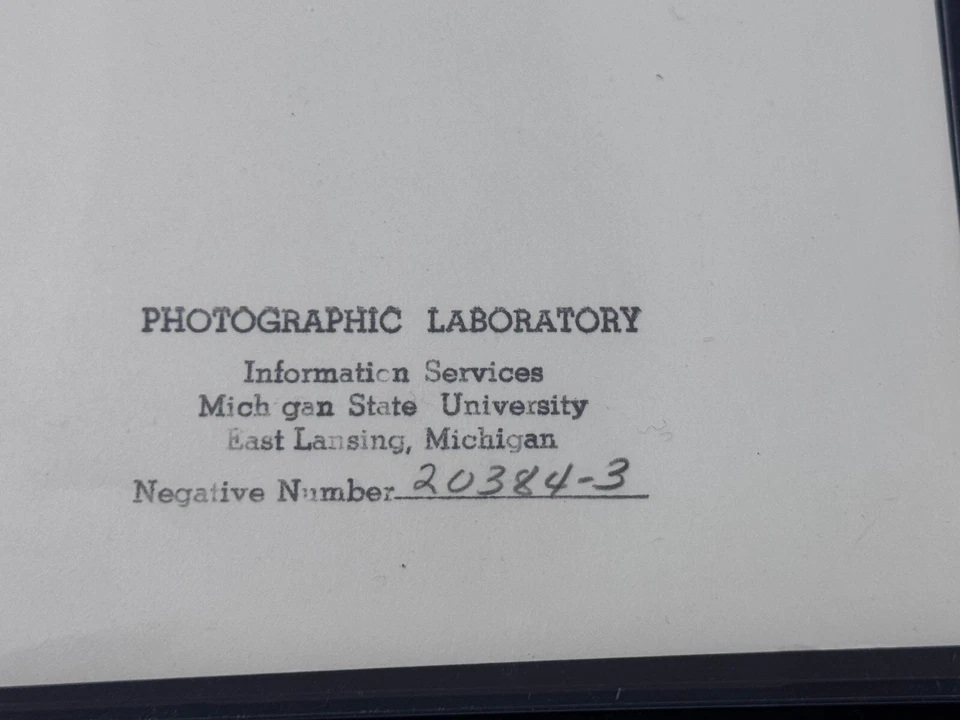 PHOTOGRAPHIC LABORATORY
Information Services
Michigan State University
East Lansing, Michigan
Negative Number 20384-3